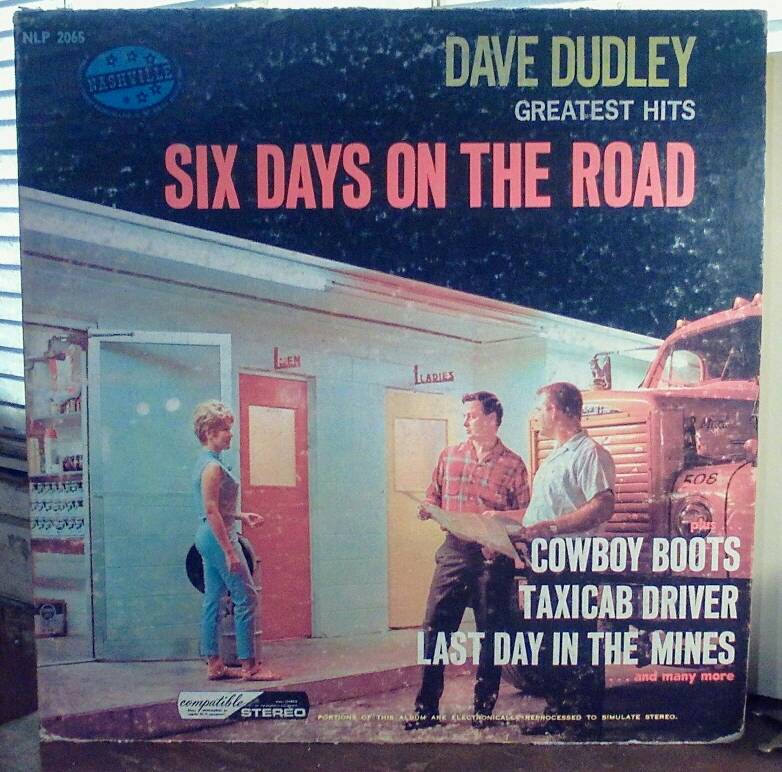 NLP 2065
NASHVILLE
DAVE DUDLEY
GREATEST HITS
SIX DAYS ON THE ROAD
MEN
LADIES
508
plus . .
COWBOY BOOTS
TAXICAB DRIVER
LAST DAY IN THE MINES
. . . and many more
compatible
STEREO
PORTIONS OF THIS ALBUM ARE ELECTRONICALLY REPROCESSED TO SIMULATE STEREO.